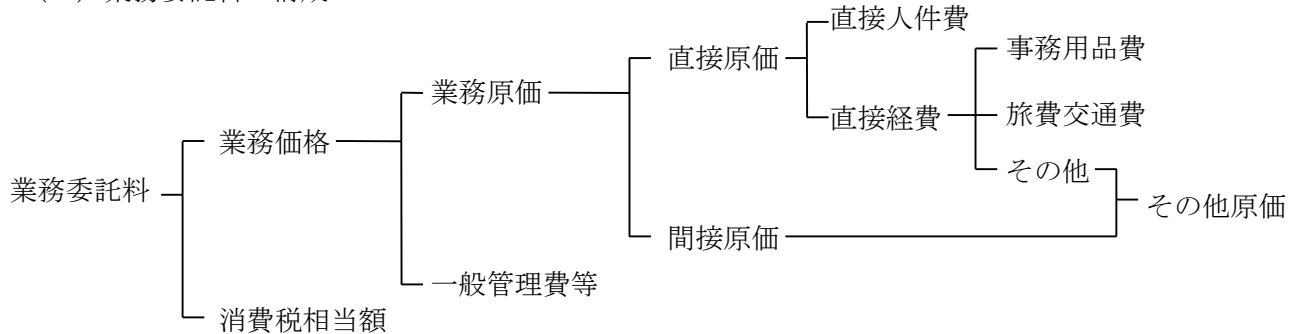 直接人件費
事務用品費
直接原価
業務原価
直接経費
旅費交通費
業務価格
その他
業務委託料
その他原価
間接原価
一般管理費等
消費税相当額